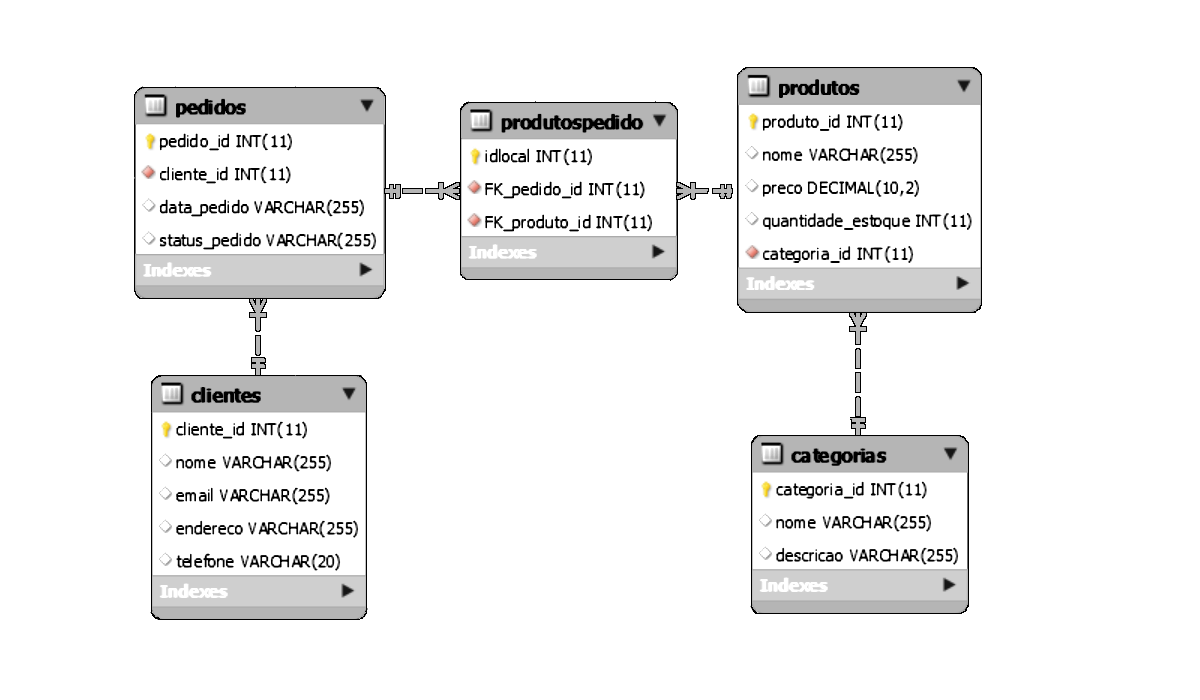 pedidos
pedido_id INT(11)
cliente_id INT(11)
data_pedido VARCHAR(255)
status_pedido VARCHAR(255)
Indexes
produtospedido
idlocal INT(11)
FK_pedido_id INT(11)
FK_produto_id INT(11)
Indexes
produtos
produto_id INT(11)
nome VARCHAR(255)
preco DECIMAL(10,2)
quantidade_estoque INT(11)
categoria_id INT(11)
Indexes
clientes
cliente_id INT(11)
nome VARCHAR(255)
email VARCHAR(255)
endereco VARCHAR(255)
telefone VARCHAR(20)
Indexes
categorias
categoria_id INT(11)
nome VARCHAR(255)
descricao VARCHAR(255)
Indexes